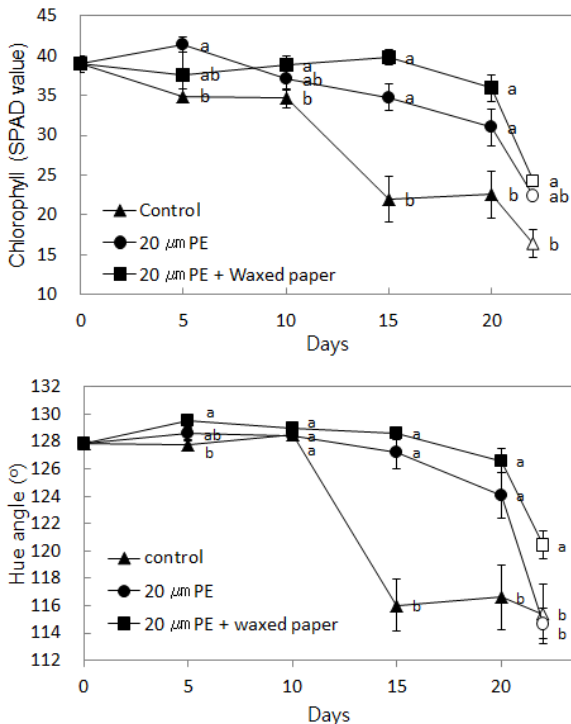 Chlorophyll (SPAD value)
45
40
35
30
25
20
15
10
a
ab
b
a
ab
b
a
a
b
a
a
b
a
ab
b
Control
20 μm PE
20 μm PE + Waxed paper
0 5 10 15 20
Days
Hue angle (º)
132
130
128
126
124
122
120
118
116
114
112
a
ab
b
a
a
a
a
a
b
a
a
b
a
b
b
control
20 μm PE
20 μm PE + waxed paper
0 5 10 15 20
Days